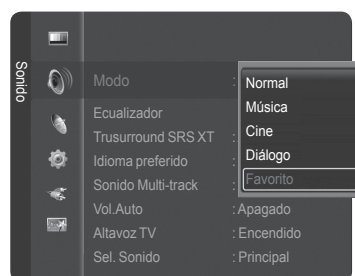 Sonido
Modo : Normal
Música
Ecualizador
Cine
Trusurround SRS XT :
Diálogo
Idioma preferido :
Favorito
Sonido Multi-track :
Vol.Auto : Apagado
Altavoz TV : Encendido
Sel. Sonido : Principal